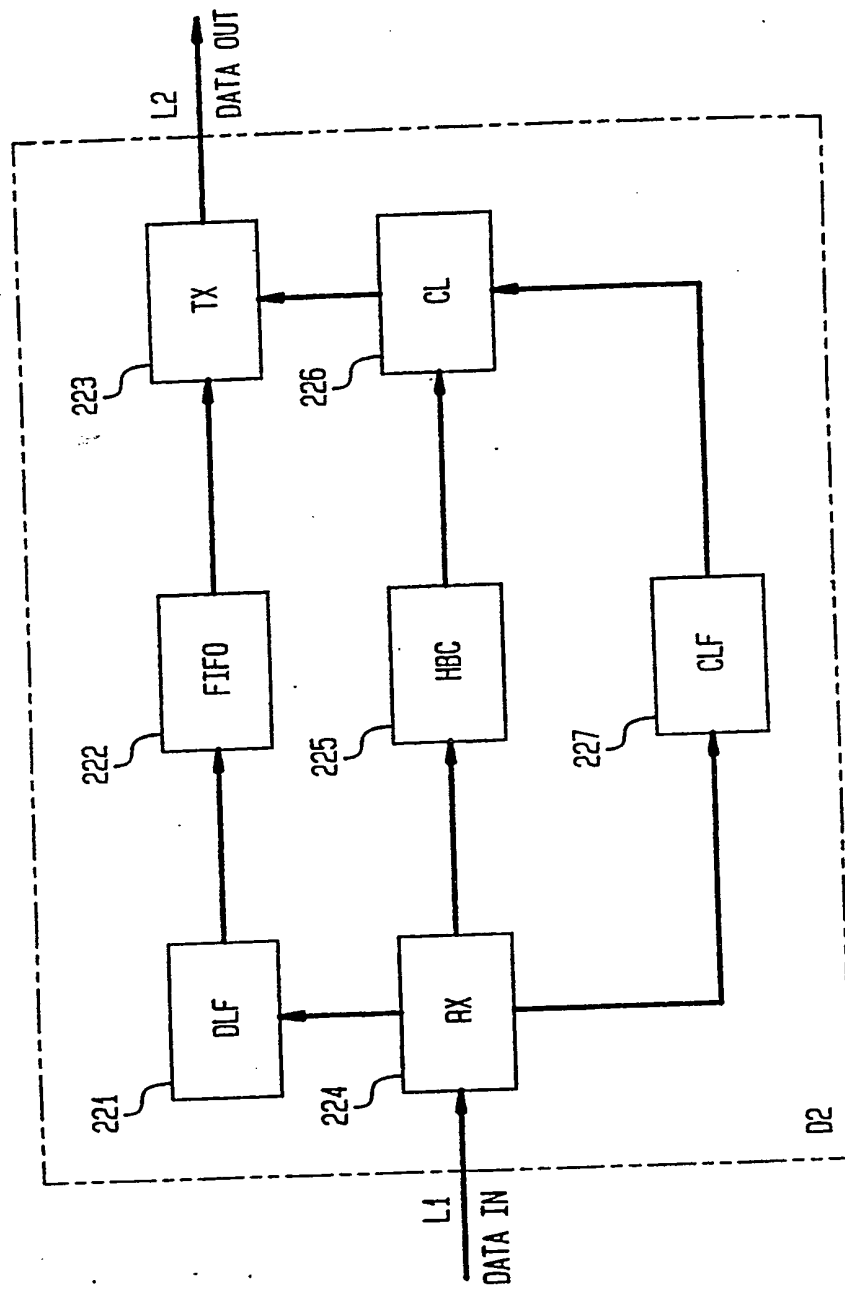 L2
DATA OUT
223
TX
226
CL
222
FIFO
225
HBC
227
CLF
221
DLF
224
RX
L1
DATA IN
D2